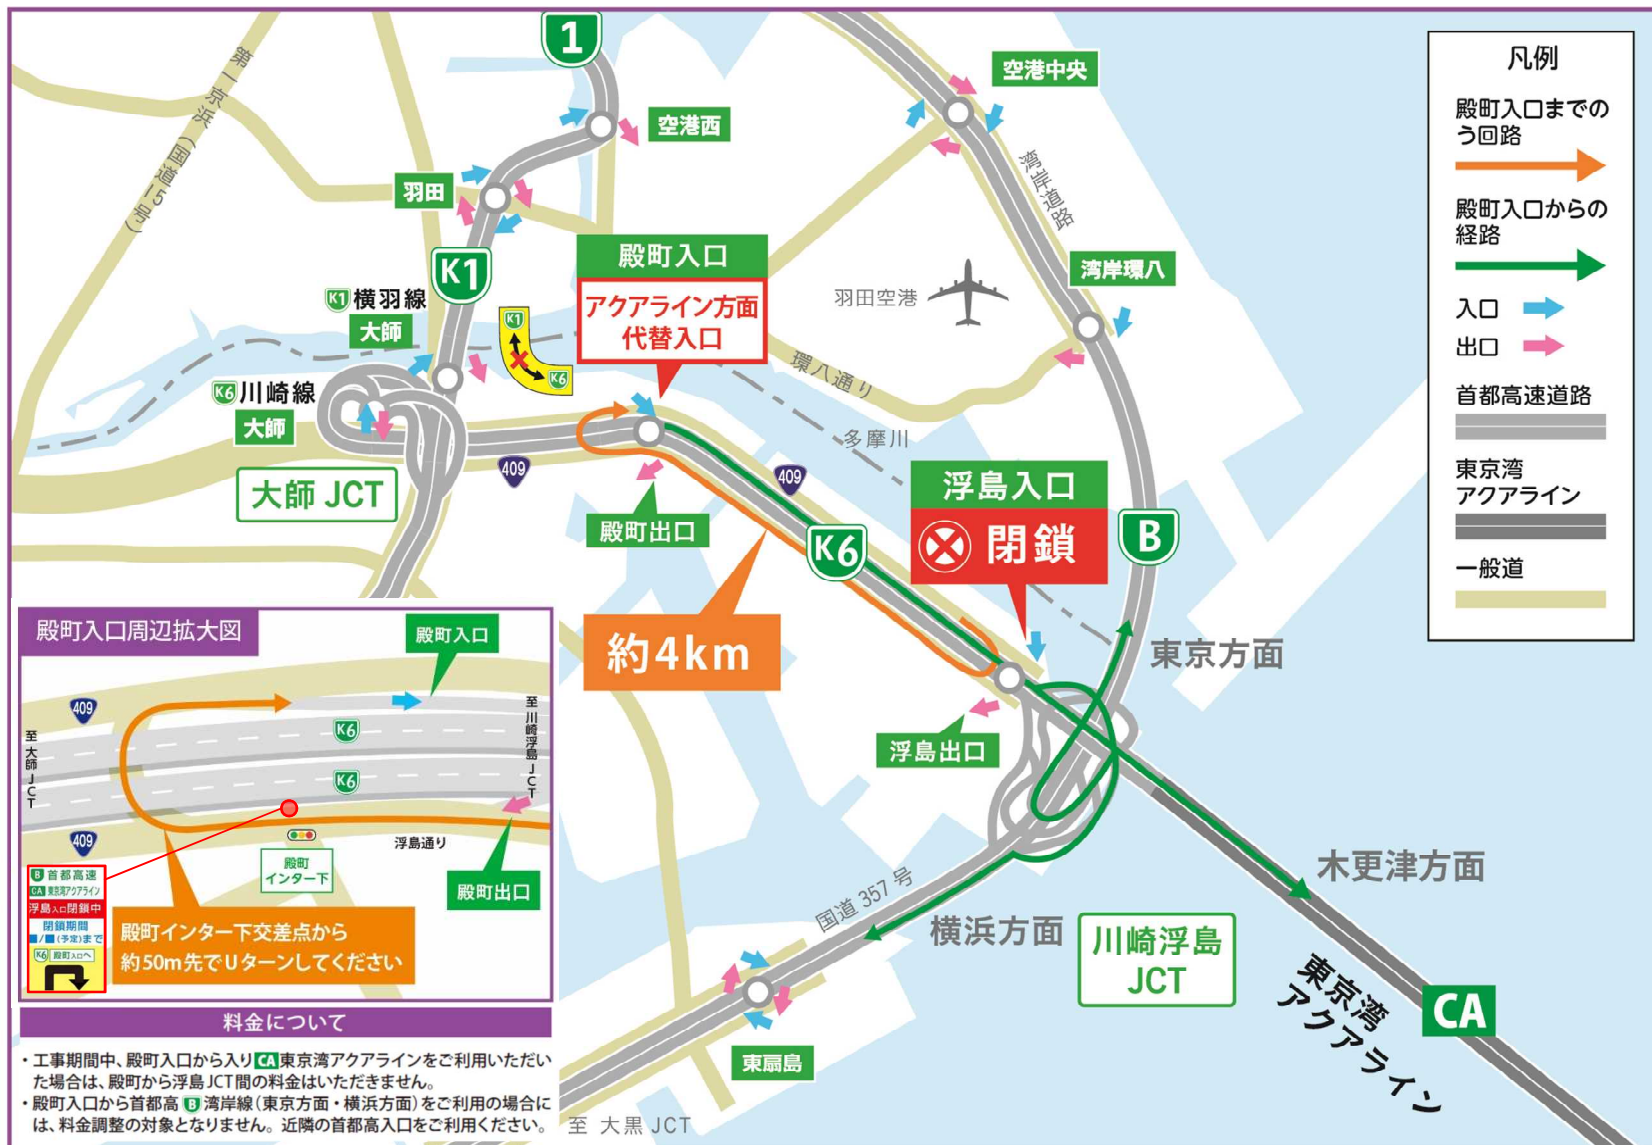 1
空港中央
凡例
殿町入口までの
う回路
殿町入口からの
経路
入口
出口
首都高速道路
東京湾
アクアライン
一般道
第一京浜(国道15号)
空港西
羽田
湾岸道路
K1
殿町入口
アクアライン方面
代替入口
羽田空港
湾岸環八
K1 横羽線
大師
K1
K6
環八通り
K6 川崎線
大師
多摩川
409
409
大師 JCT
殿町出口
K6
浮島入口
閉鎖
B
約4km
東京方面
浮島出口
木更津方面
国道 357 号
横浜方面
川崎浮島
JCT
東京湾
アクアライン
CA
東扇島
至 大黒 JCT
殿町入口周辺拡大図
殿町入口
409
K6
至 大師JCT
至 川崎浮島JCT
K6
409
浮島通り
殿町
インター下
殿町出口
B 首都高速
CA 東京湾アクアライン
浮島入口閉鎖中
閉鎖期間
■/■(予定)まで
K6 殿町入口へ
殿町インター下交差点から
約50m先でUターンしてください
料金について
・工事期間中、殿町入口から入り CA 東京湾アクアラインをご利用いただい
た場合は、殿町から浮島JCT間の料金はいただきません。
・殿町入口から首都高 B 湾岸線(東京方面・横浜方面)をご利用の場合に
は、料金調整の対象となりません。近隣の首都高入口をご利用ください。